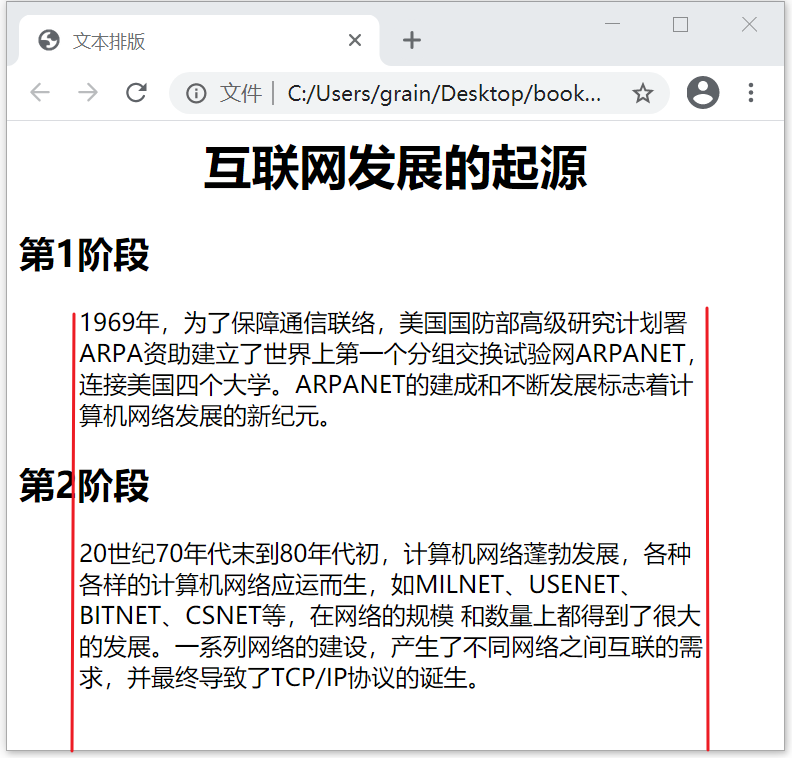 文本排版
文件 C:/Users/grain/Desktop/book...
互联网发展的起源
第1阶段
1969年，为了保障通信联络，美国国防部高级研究计划署
ARPA资助建立了世界上第一个分组交换试验网ARPANET，
连接美国四个大学。ARPANET的建成和不断发展标志着计
算机网络发展的新纪元。
第2阶段
20世纪70年代末到80年代初，计算机网络蓬勃发展，各种
各样的计算机网络应运而生，如MILNET、USENET、
BITNET、CSNET等，在网络的规模 和数量上都得到了很大
的发展。一系列网络的建设，产生了不同网络之间互联的需
求，并最终导致了TCP/IP协议的诞生。